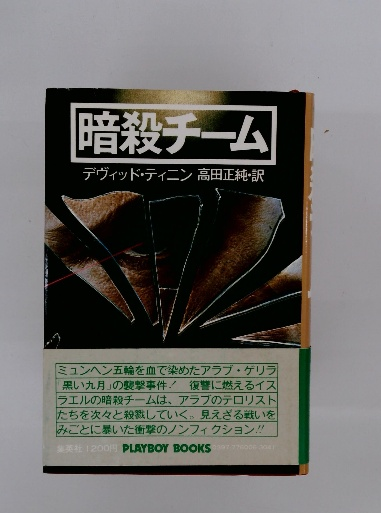 暗殺チーム
デヴィッド・ティニン 高田正純・訳
ミュンヘン五輪を血で染めたアラブ・ゲリラ
「黒い九月」の襲撃事件！ 復讐に燃えるイス
ラエルの暗殺チームは、アラブのテロリスト
たちを次々と殺戮していく。見えざる戦いを
みごとに暴いた衝撃のノンフィクション!!
集英社 1200円 PLAYBOY BOOKS